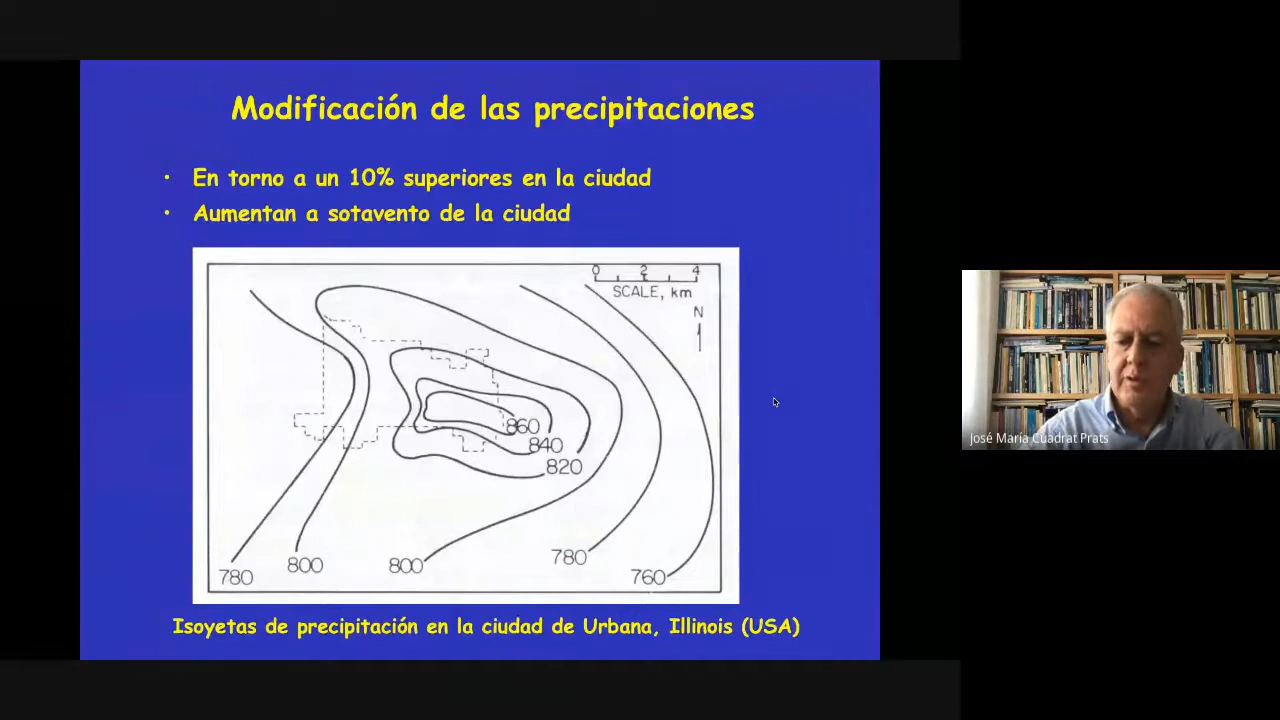 Modificación de las precipitaciones
• En torno a un 10% superiores en la ciudad
• Aumentan a sotavento de la ciudad
0 2 4
SCALE, km
N
860
840
820
800
800
780
780
760
Isoyetas de precipitación en la ciudad de Urbana, Illinois (USA)
José María Cuadrat Prats